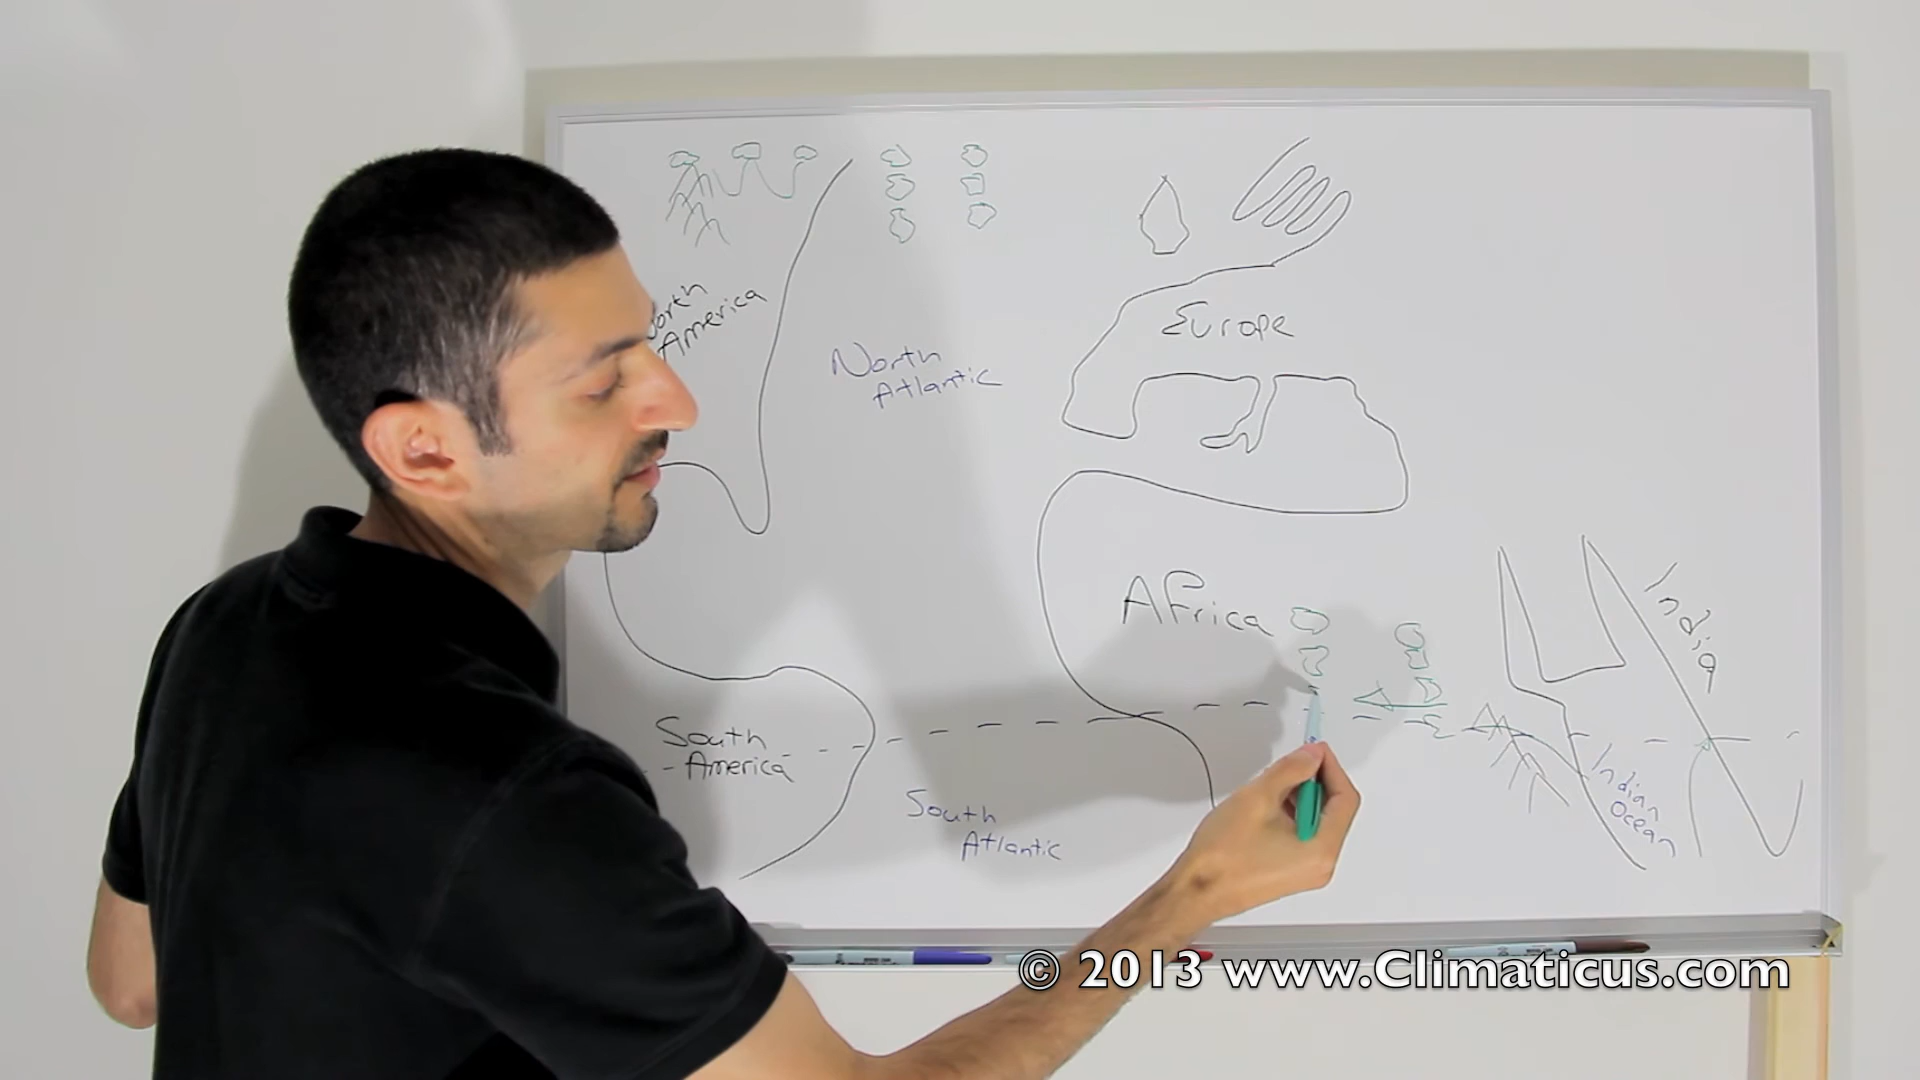 North
America
North
Atlantic
Europe
Africa
India
South
America
South
Atlantic
Indian
Ocean
© 2013 www.Climaticus.com